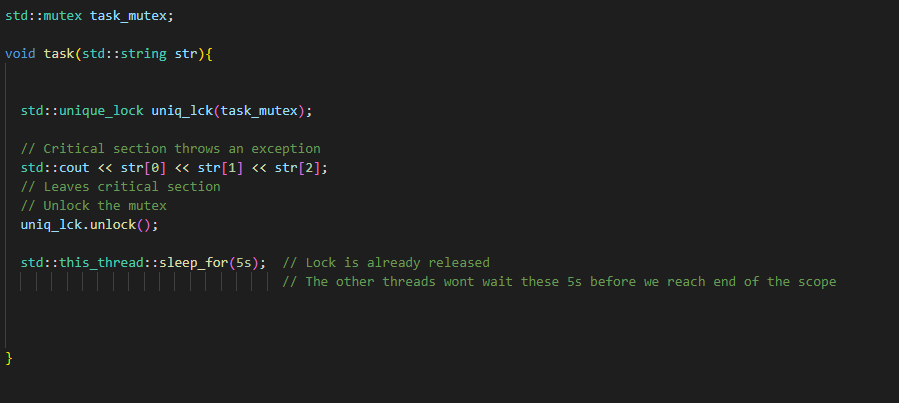 std::mutex task_mutex;
void task(std::string str){
std::unique_lock uniq_lck(task_mutex);
// Critical section throws an exception
std::cout << str[0] << str[1] << str[2];
// Leaves critical section
// Unlock the mutex
uniq_lck.unlock();
std::this_thread::sleep_for(5s);  // Lock is already released
// The other threads wont wait these 5s before we reach end of the scope
}